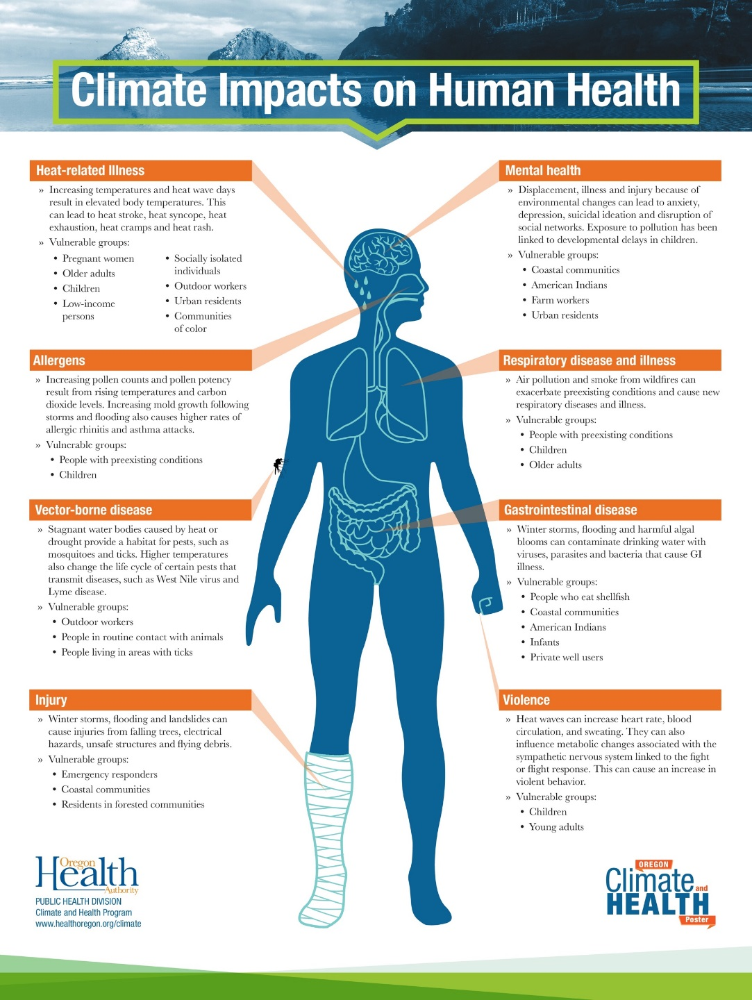 Climate Impacts on Human Health
Heat-related Illness
» Increasing temperatures and heat wave days
result in elevated body temperatures. This
can lead to heat stroke, heat syncope, heat
exhaustion, heat cramps and heat rash.
» Vulnerable groups:
• Pregnant women
• Older adults
• Children
• Low-income
persons
• Socially isolated
individuals
• Outdoor workers
• Urban residents
• Communities
of color
Allergens
» Increasing pollen counts and pollen potency
result from rising temperatures and carbon
dioxide levels. Increasing mold growth following
storms and flooding also causes higher rates of
allergic rhinitis and asthma attacks.
» Vulnerable groups:
• People with preexisting conditions
• Children
Vector-borne disease
» Stagnant water bodies caused by heat or
drought provide a habitat for pests, such as
mosquitoes and ticks. Higher temperatures
also change the life cycle of certain pests that
transmit diseases, such as West Nile virus and
Lyme disease.
» Vulnerable groups:
• Outdoor workers
• People in routine contact with animals
• People living in areas with ticks
Injury
» Winter storms, flooding and landslides can
cause injuries from falling trees, electrical
hazards, unsafe structures and flying debris.
» Vulnerable groups:
• Emergency responders
• Coastal communities
• Residents in forested communities
Mental health
» Displacement, illness and injury because of
environmental changes can lead to anxiety,
depression, suicidal ideation and disruption of
social networks. Exposure to pollution has been
linked to developmental delays in children.
» Vulnerable groups:
• Coastal communities
• American Indians
• Farm workers
• Urban residents
Respiratory disease and illness
» Air pollution and smoke from wildfires can
exacerbate preexisting conditions and cause new
respiratory diseases and illness.
» Vulnerable groups:
• People with preexisting conditions
• Children
• Older adults
Gastrointestinal disease
» Winter storms, flooding and harmful algal
blooms can contaminate drinking water with
viruses, parasites and bacteria that cause GI
illness.
» Vulnerable groups:
• People who eat shellfish
• Coastal communities
• American Indians
• Infants
• Private well users
Violence
» Heat waves can increase heart rate, blood
circulation, and sweating. They can also
influence metabolic changes associated with the
sympathetic nervous system linked to the fight
or flight response. This can cause an increase in
violent behavior.
» Vulnerable groups:
• Children
• Young adults
Oregon
Health
Authority
PUBLIC HEALTH DIVISION
Climate and Health Program
www.healthoregon.org/climate
OREGON
Climate and
HEALTH
Poster